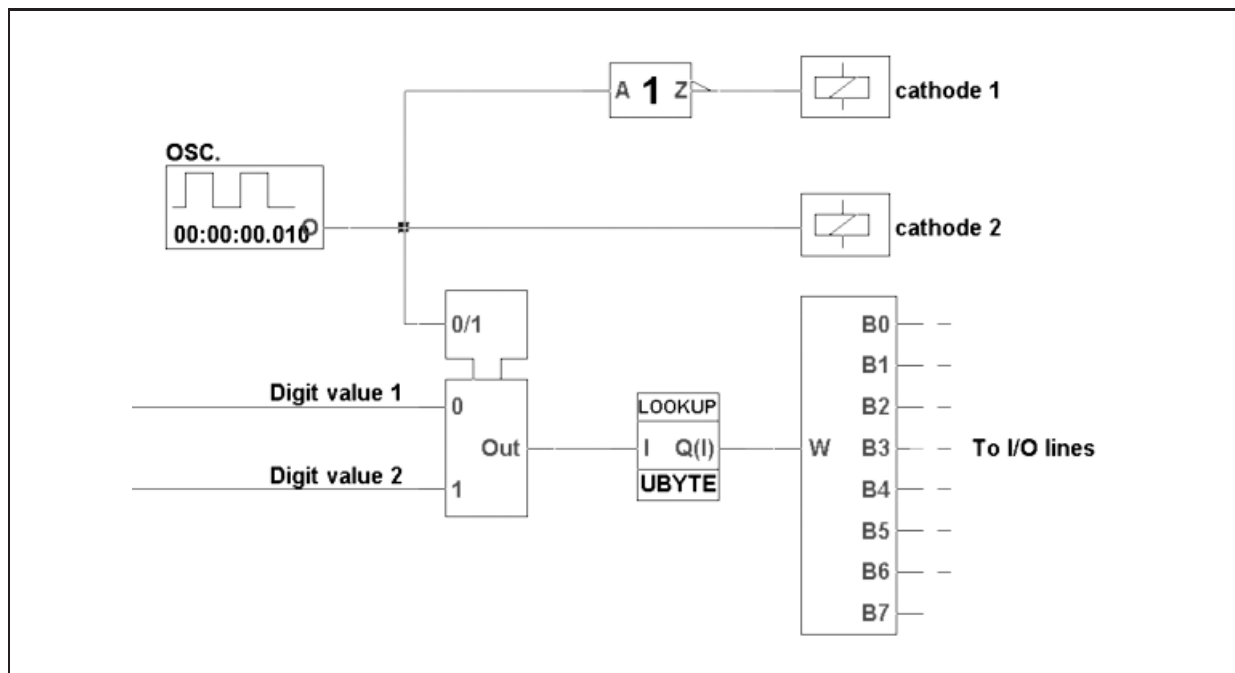 A 1 Z
cathode 1
OSC.
00:00:00.010
O
cathode 2
0/1
B0
B1
Digit value 1
0
LOOKUP
B2
Out
I Q(I)
W
B3
To I/O lines
Digit value 2
1
UBYTE
B4
B5
B6
B7